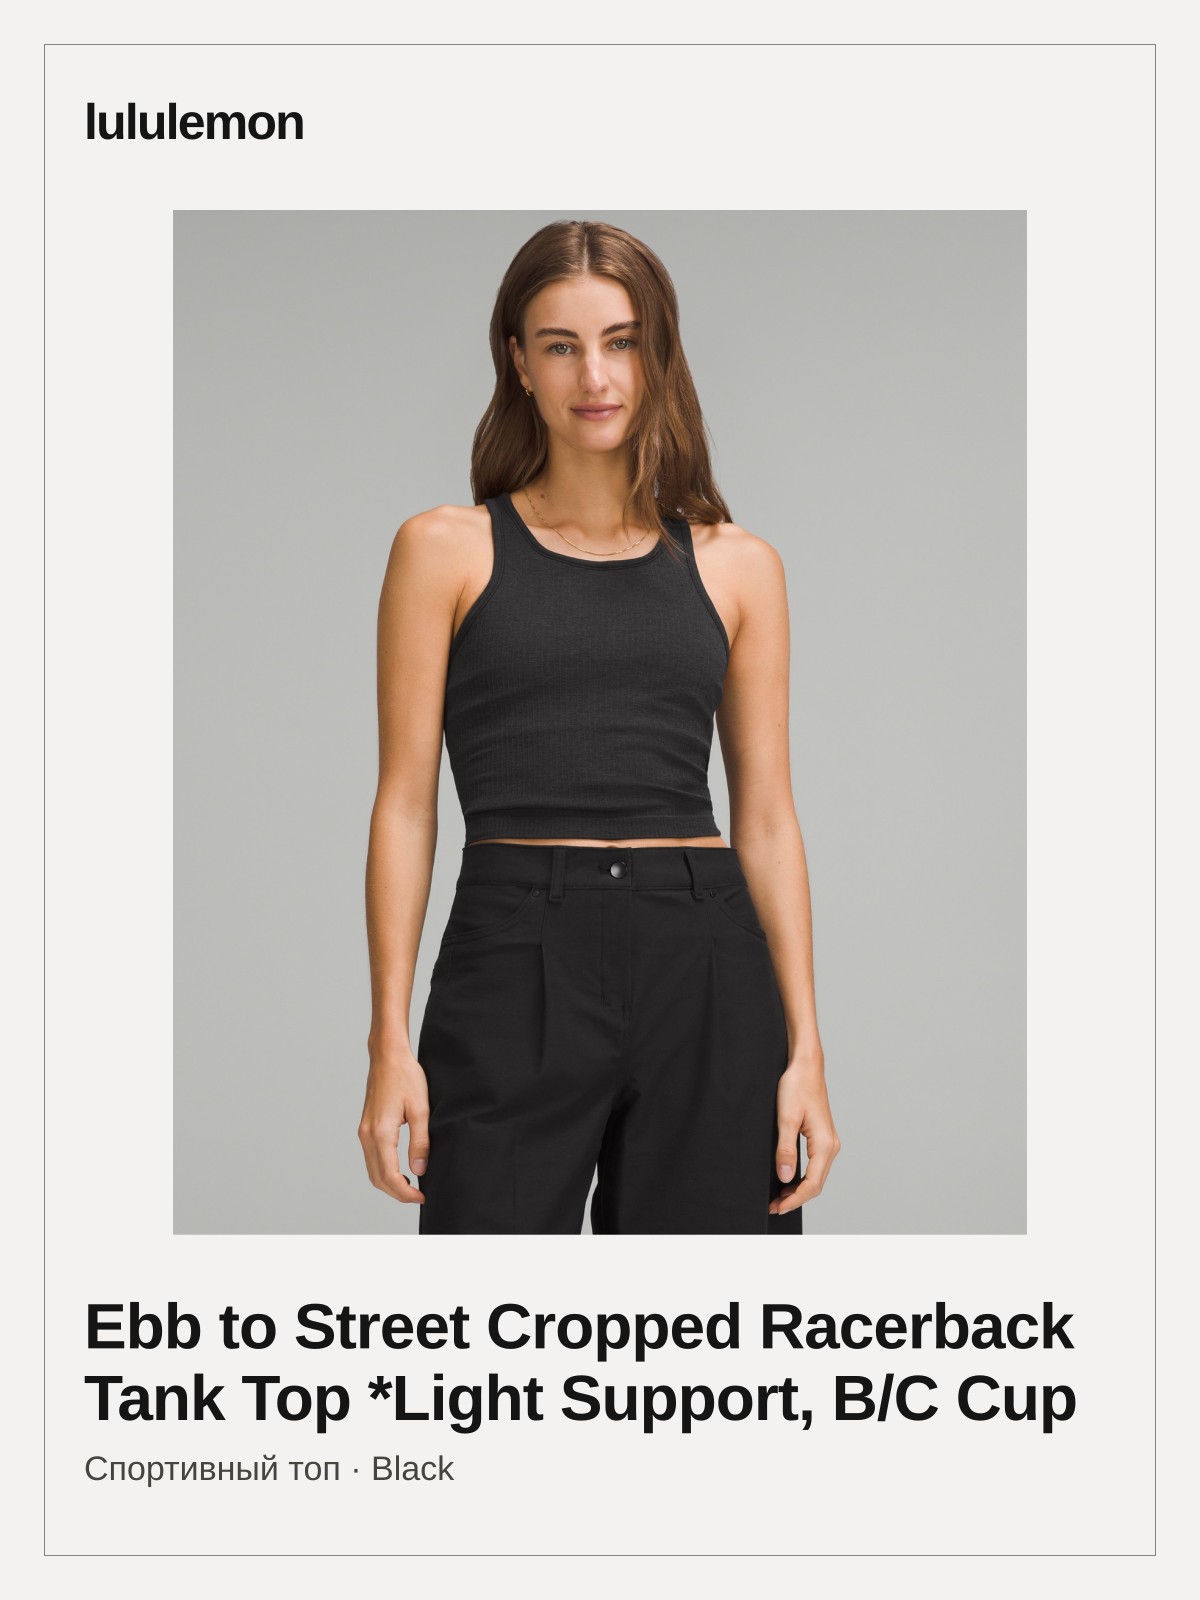 lululemon
Ebb to Street Cropped Racerback
Tank Top *Light Support, B/C Cup
Спортивный топ · Black